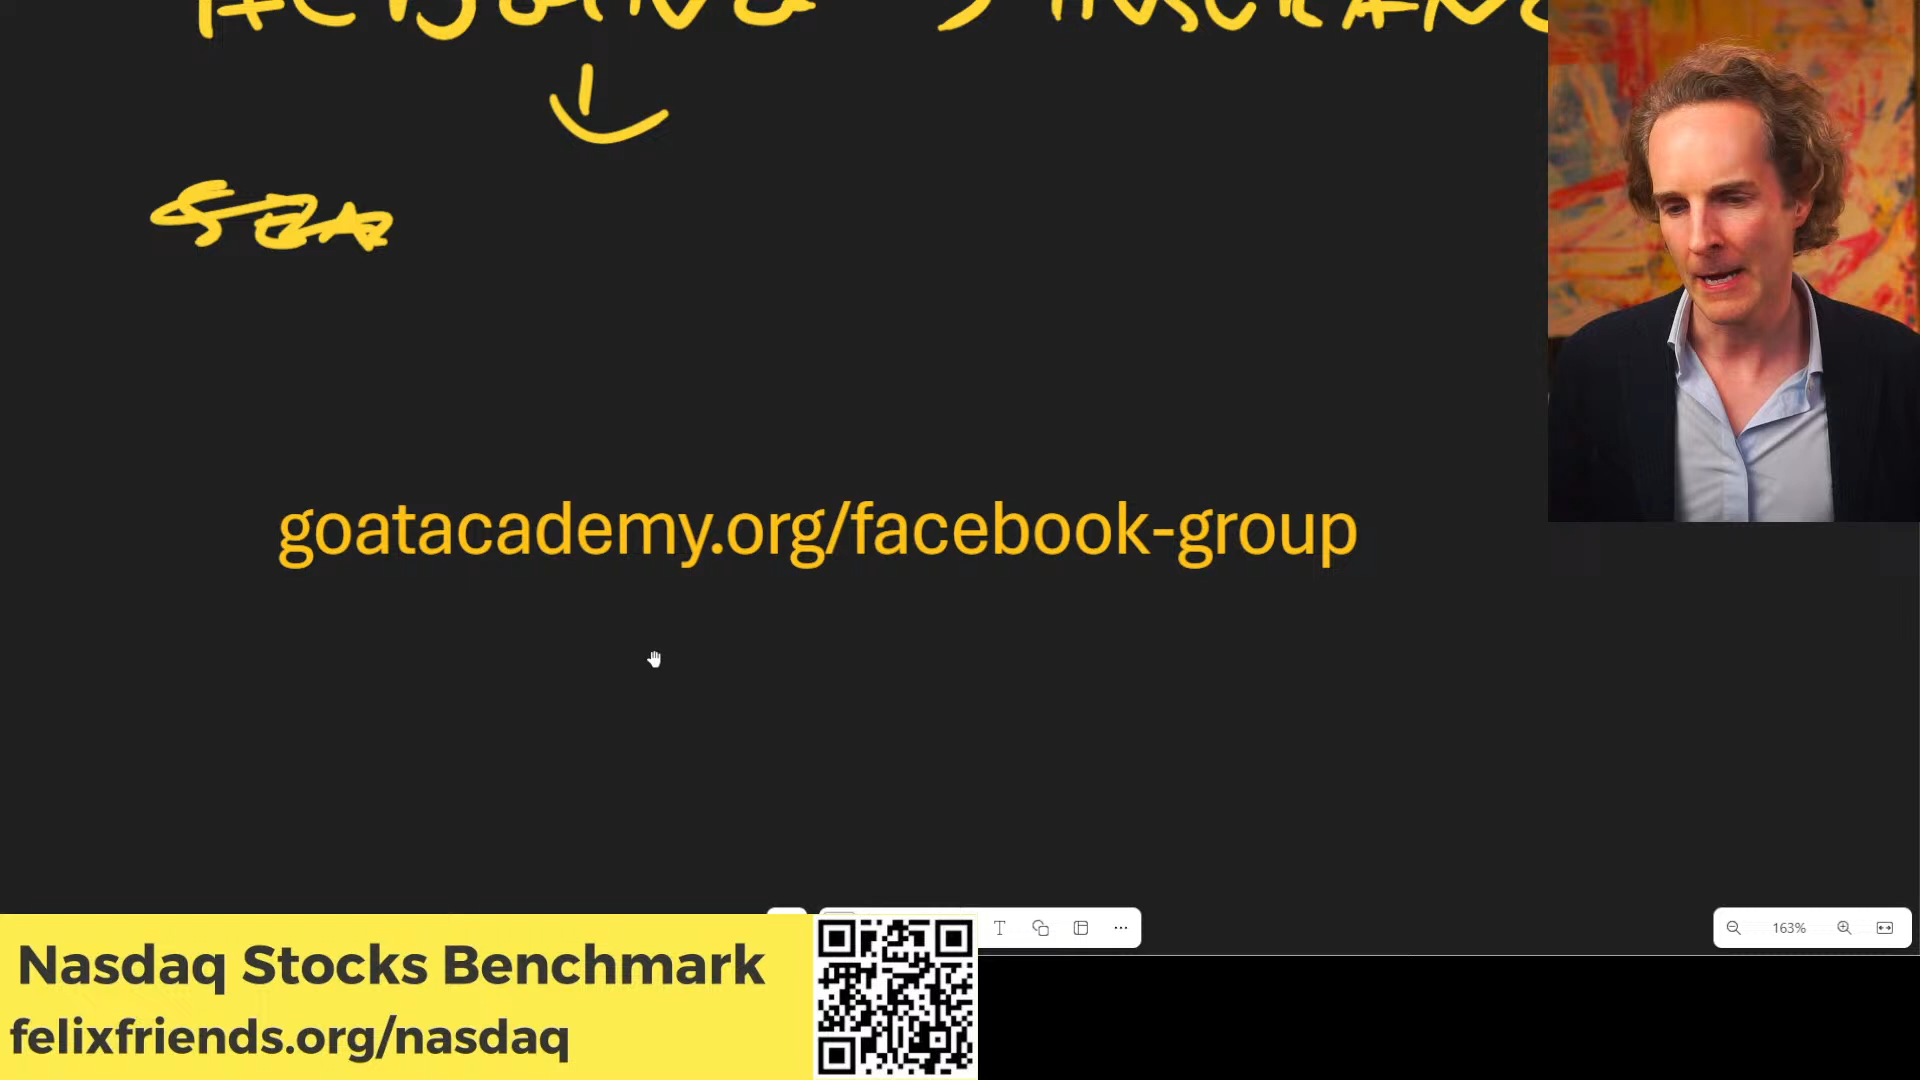 goatacademy.org/facebook-group
163%
Nasdaq Stocks Benchmark
felixfriends.org/nasdaq